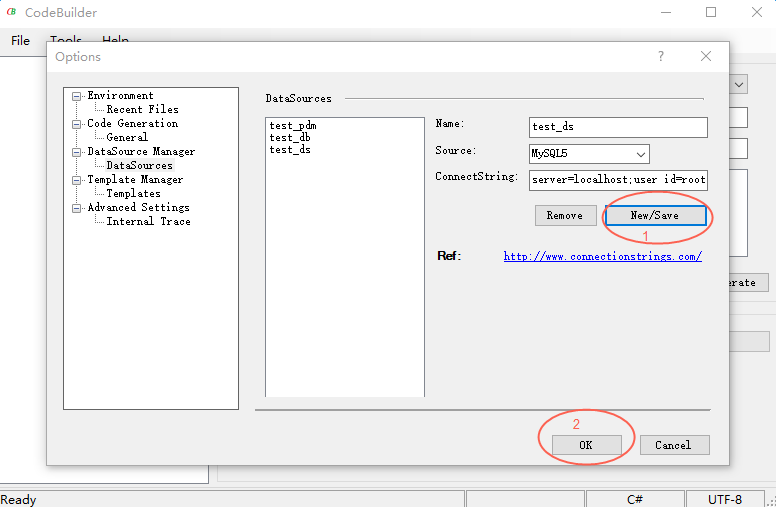 CB CodeBuilder
File Tools Help
Options ?
Environment
Recent Files
Code Generation
General
DataSource Manager
DataSources
Template Manager
Templates
Advanced Settings
Internal Trace
DataSources
test_pdm
test_db
test_ds
Name: test_ds
Source: MySQL5
ConnectString: server=localhost;user id=root
Remove New/Save
1
Ref: http://www.connectionstrings.com/
erate
2
OK Cancel
Ready C# UTF-8